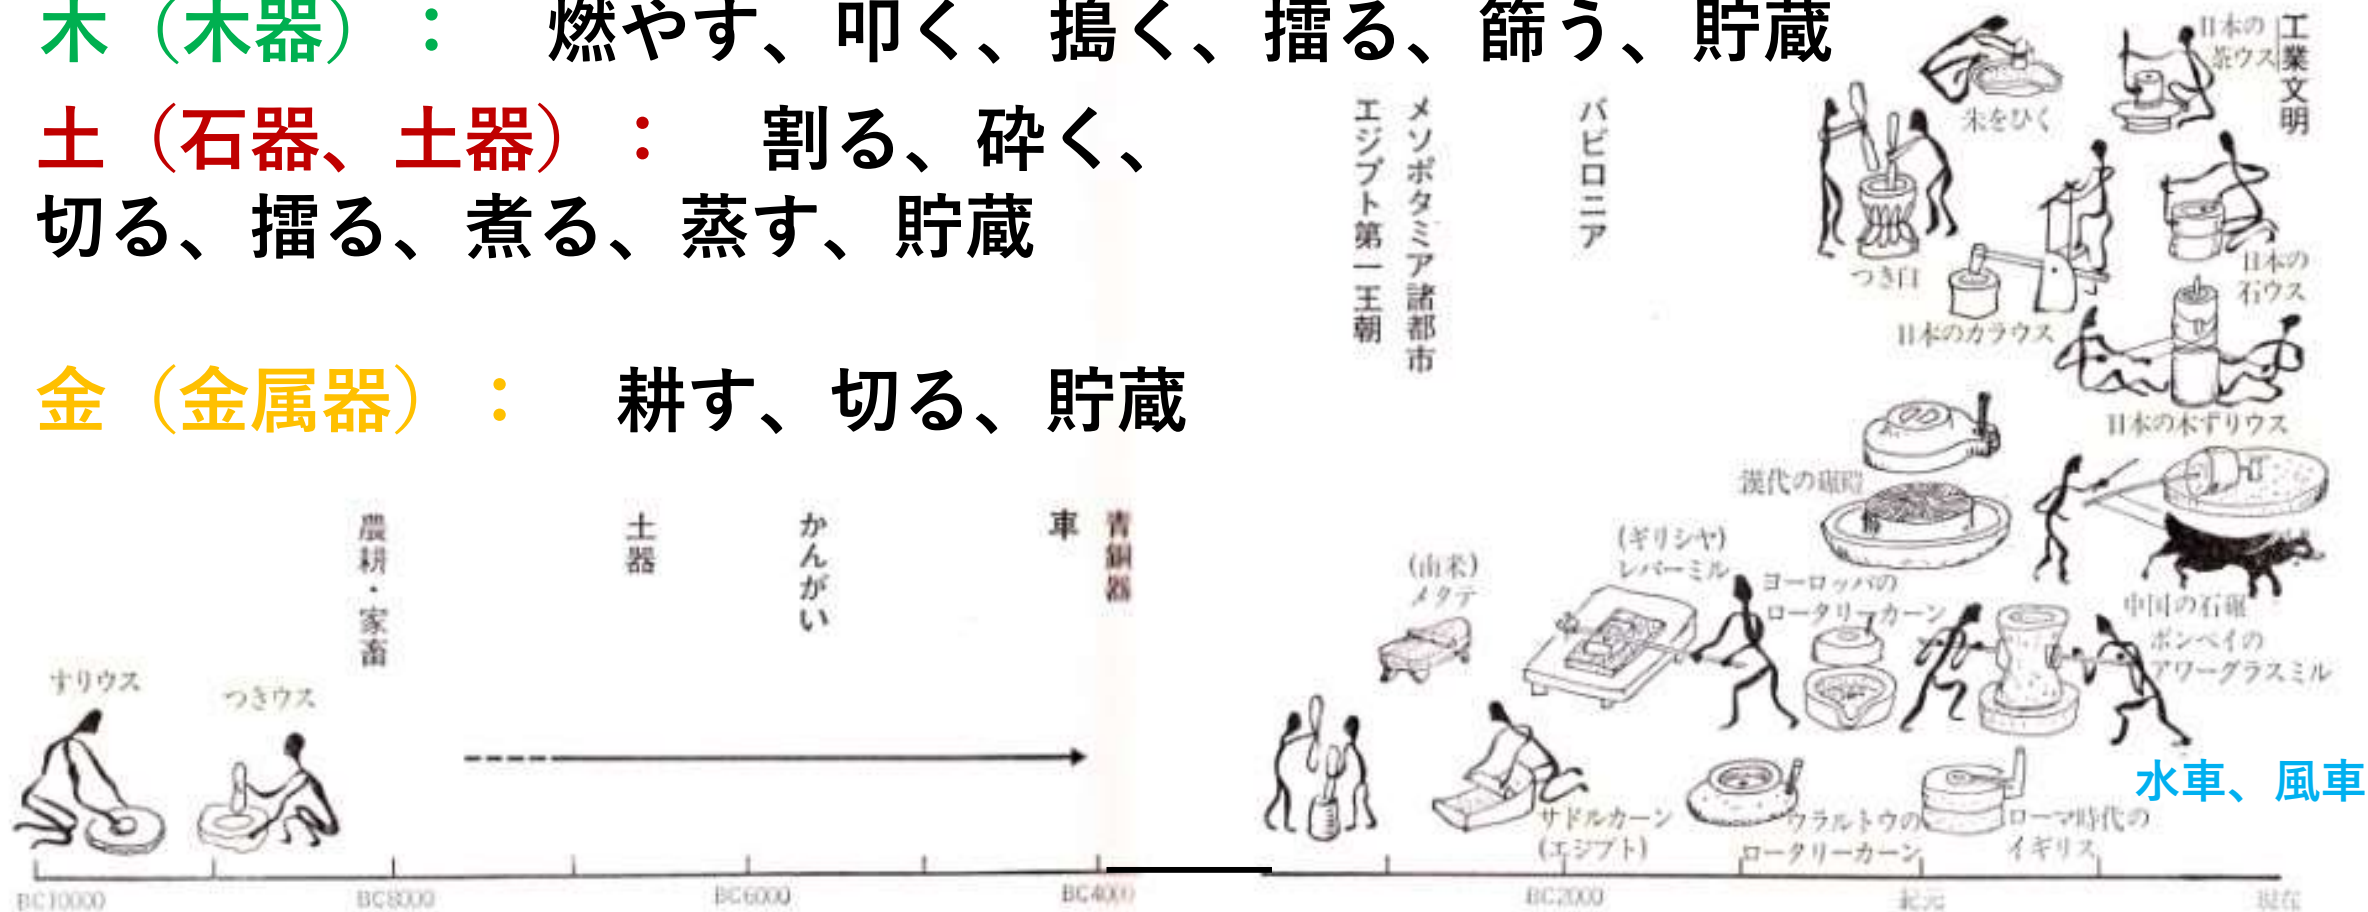 木（木器）：　燃やす、叩く、搗く、擂る、篩う、貯蔵
土（石器、土器）：　割る、砕く、
切る、擂る、煮る、蒸す、貯蔵
金（金属器）：　耕す、切る、貯蔵
農耕・家畜
土器
かんがい
車
青銅器
エジプト第一王朝
メソポタミア諸都市
バビロニア
工業文明
すりウス
つきウス
(南米)
メタテ
サドルカーン
(エジプト)
(ギリシヤ)
レバーミル
ヨーロッパの
ロータリーカーン
ウラルトウの
ロータリーカーン
ローマ時代の
イギリス
ポンペイの
アワーグラスミル
中国の石碾
漢代の
つき臼
朱をひく
日本の
茶ウス
日本のカラウス
日本の
石ウス
日本の木ずりウス
水車、風車
BC10000
BC8000
BC6000
BC4000
BC2000
紀元
現在